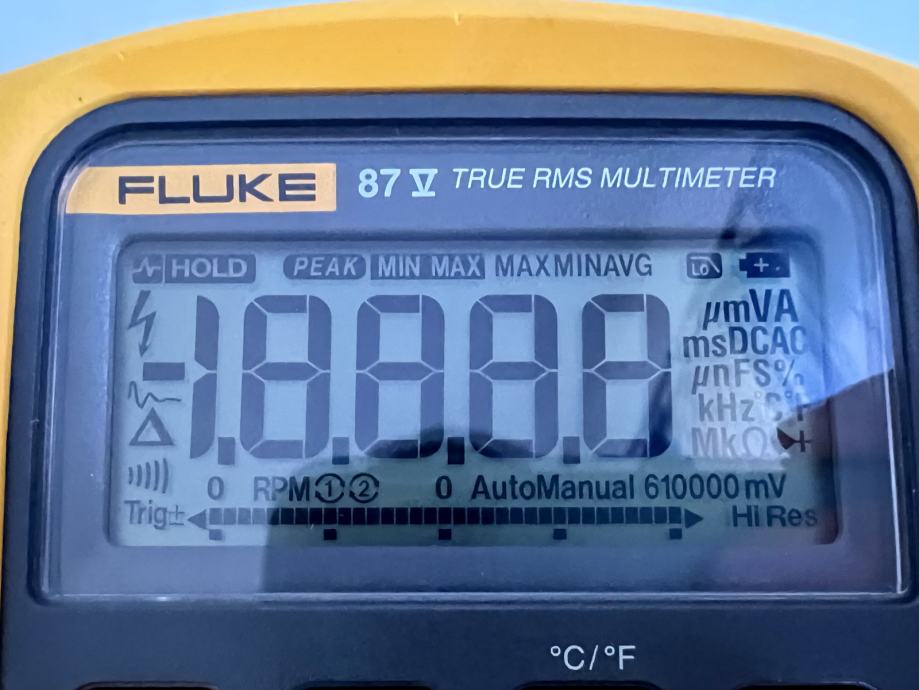 FLUKE 87 V TRUE RMS MULTIMETER
HOLD PEAK MIN MAX MAXMINAVG Lo
-1.8.8.8.8
µmVA
msDCAC
µnFS%
kHz°C°F
MkΩ
0 RPM 1 2 0 AutoManual 610000 mV
Trig± Hi Res
°C/°F